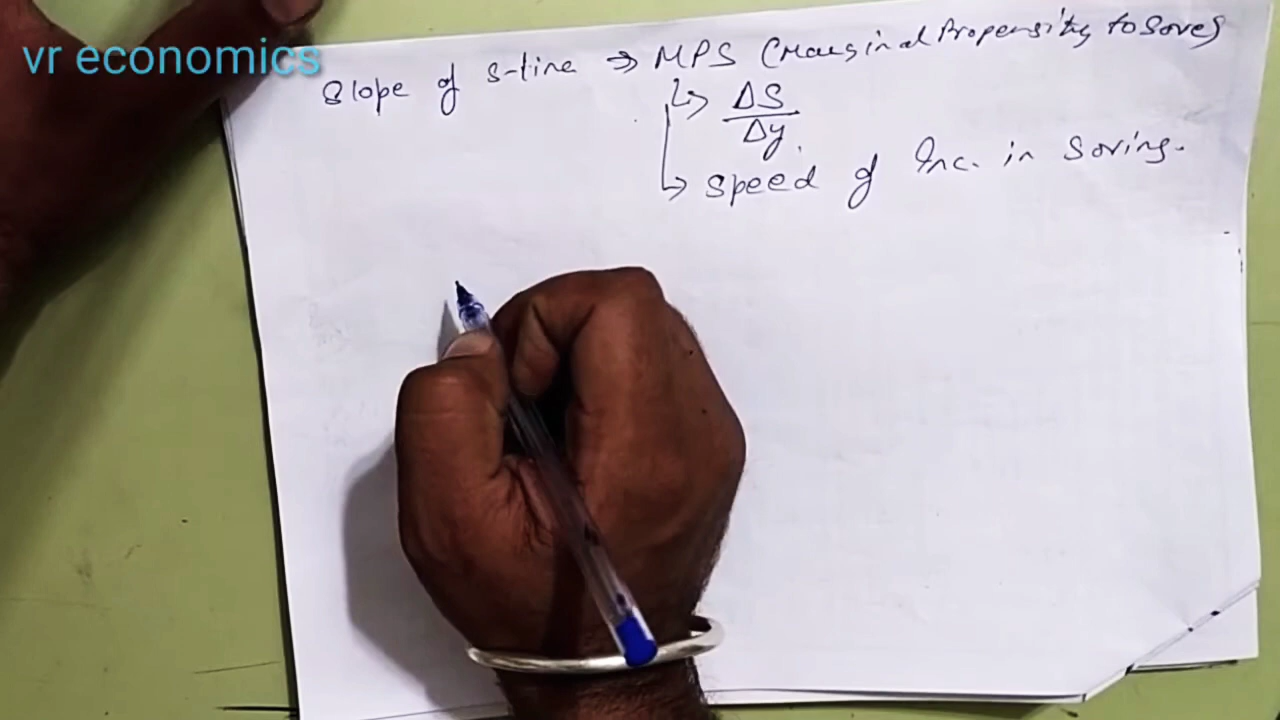 vr economics
Slope of S-line ⇒ MPS (Marginal Propensity to Save)
↳ ΔS
Δy.
↳ Speed of Inc. in Saving.